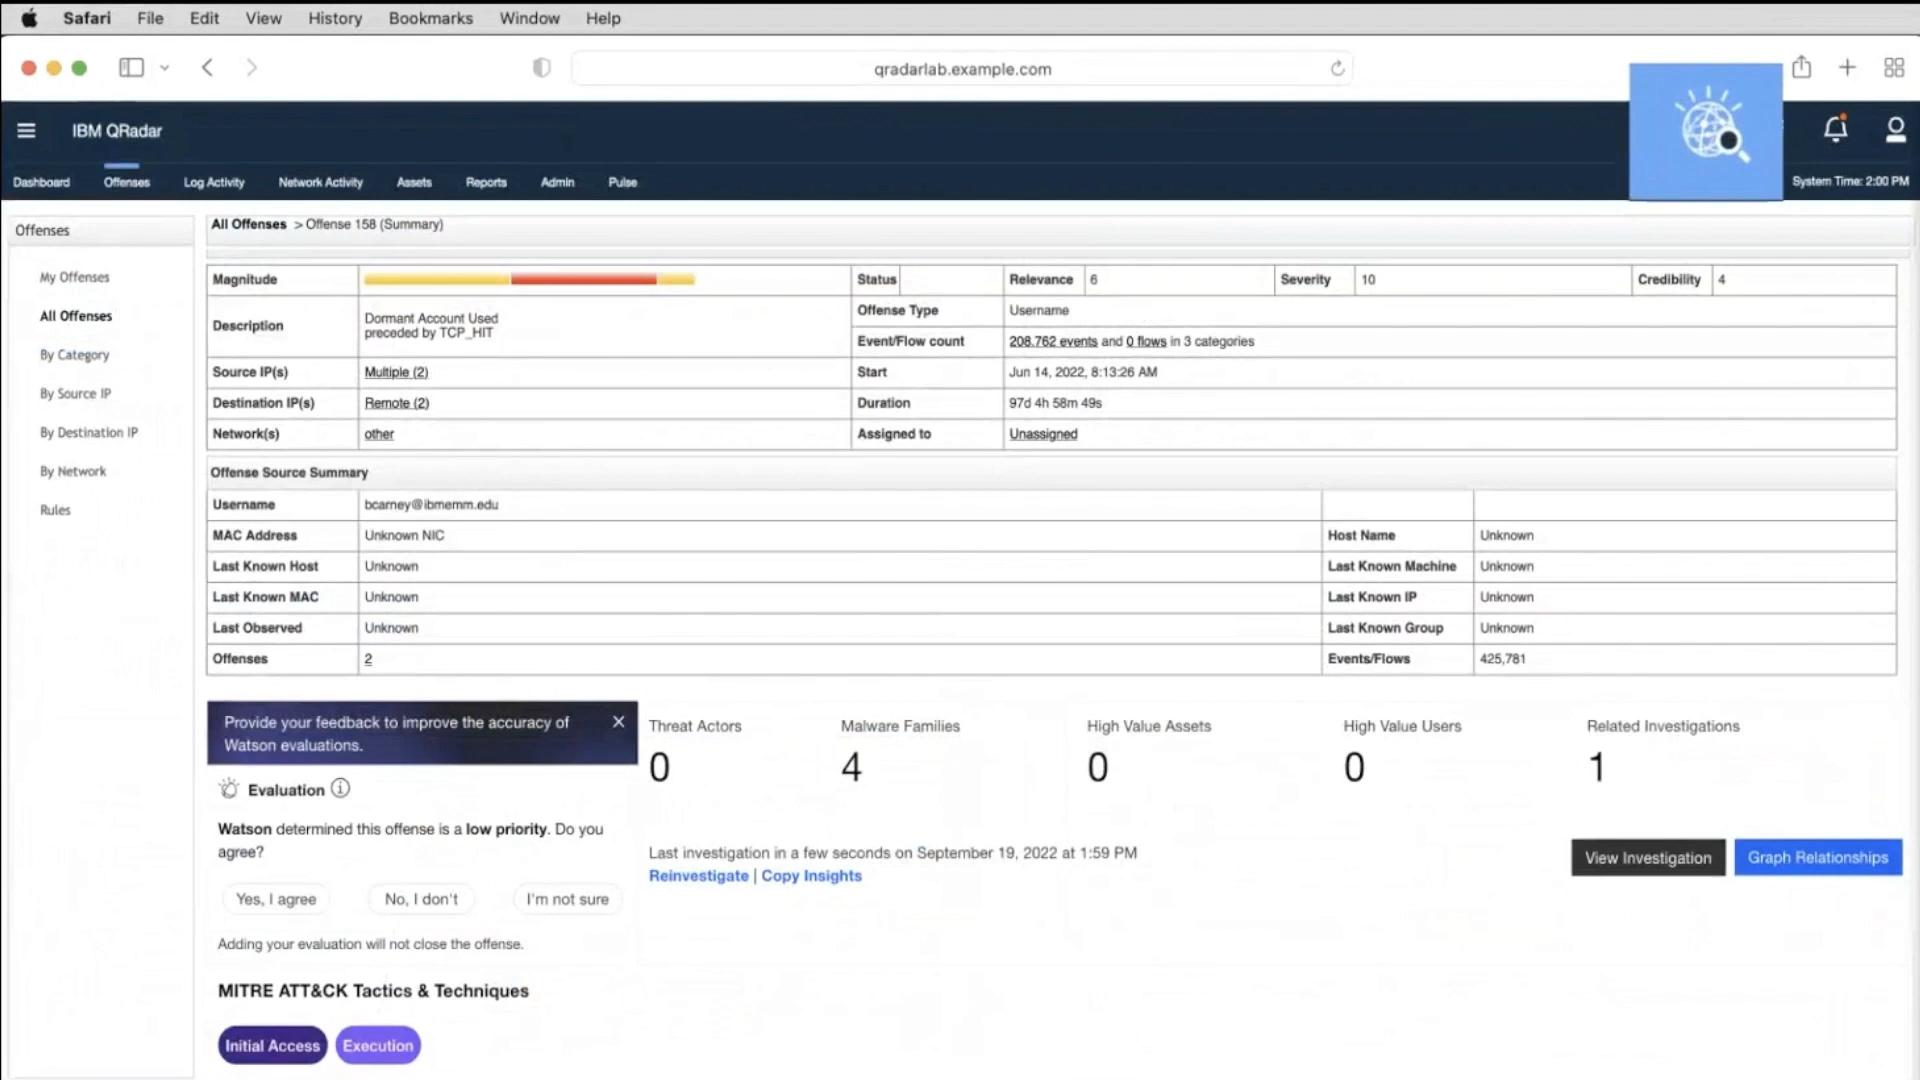 Safari File Edit View History Bookmarks Window Help
qradarlab.example.com
IBM QRadar
Dashboard Offenses Log Activity Network Activity Assets Reports Admin Pulse
System Time: 2:00 PM
Offenses
My Offenses
All Offenses
By Category
By Source IP
By Destination IP
By Network
Rules
All Offenses > Offense 158 (Summary)
Magnitude Status Relevance 6 Severity 10 Credibility 4
Description
Dormant Account Used
preceded by TCP_HIT
Offense Type Username
Event/Flow count 208.762 events and 0 flows in 3 categories
Source IP(s) Multiple (2) Start Jun 14, 2022, 8:13:26 AM
Destination IP(s) Remote (2) Duration 97d 4h 58m 49s
Network(s) other Assigned to Unassigned
Offense Source Summary
Username bcarney@ibmemm.edu
MAC Address Unknown NIC Host Name Unknown
Last Known Host Unknown Last Known Machine Unknown
Last Known MAC Unknown Last Known IP Unknown
Last Observed Unknown Last Known Group Unknown
Offenses 2 Events/Flows 425,781
Provide your feedback to improve the accuracy of
Watson evaluations.
Evaluation
Watson determined this offense is a low priority. Do you
agree?
Yes, I agree No, I don't I'm not sure
Adding your evaluation will not close the offense.
MITRE ATT&CK Tactics & Techniques
Initial Access Execution
Threat Actors Malware Families High Value Assets High Value Users Related Investigations
0 4 0 0 1
Last investigation in a few seconds on September 19, 2022 at 1:59 PM
Reinvestigate | Copy Insights
View Investigation Graph Relationships